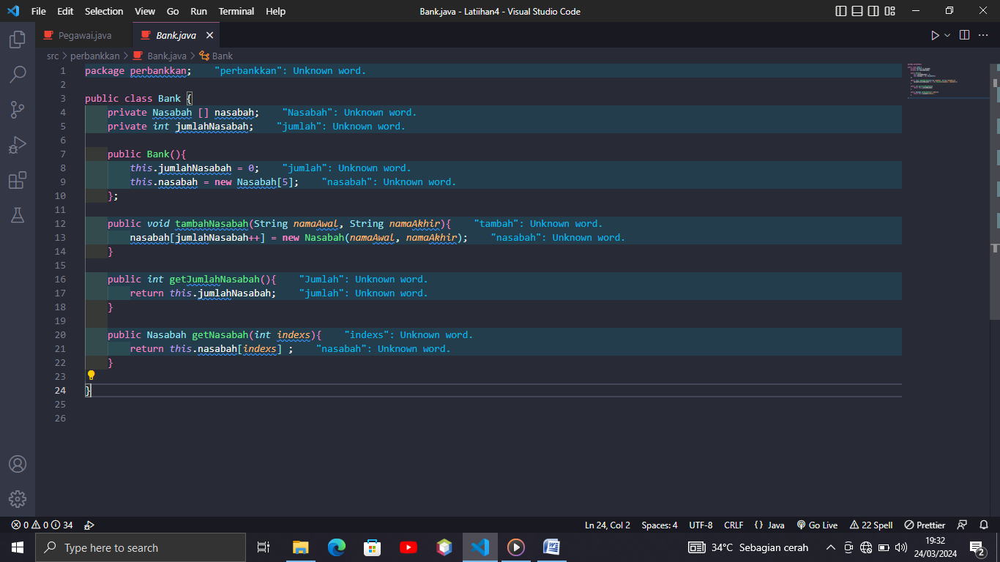 File Edit Selection View Go Run Terminal Help Bank.java - Latiihan4 - Visual Studio Code
Pegawai.java Bank.java
src > perbankkan > Bank.java > Bank
1 package perbankkan; "perbankkan": Unknown word.
2
3 public class Bank {
4 private Nasabah [] nasabah; "Nasabah": Unknown word.
5 private int jumlahNasabah; "jumlah": Unknown word.
6
7 public Bank(){
8 this.jumlahNasabah = 0; "jumlah": Unknown word.
9 this.nasabah = new Nasabah[5]; "nasabah": Unknown word.
10 };
11
12 public void tambahNasabah(String namaAwal, String namaAkhir){ "tambah": Unknown word.
13 nasabah[jumlahNasabah++] = new Nasabah(namaAwal, namaAkhir); "nasabah": Unknown word.
14 }
15
16 public int getJumlahNasabah(){ "Jumlah": Unknown word.
17 return this.jumlahNasabah; "jumlah": Unknown word.
18 }
19
20 public Nasabah getNasabah(int indexs){ "indexs": Unknown word.
21 return this.nasabah[indexs] ; "nasabah": Unknown word.
22 }
23
24 }
25
26
0 0 34 Ln 24, Col 2 Spaces: 4 UTF-8 CRLF {} Java Go Live 22 Spell Prettier
Type here to search 34°C Sebagian cerah 19:32
24/03/2024 2